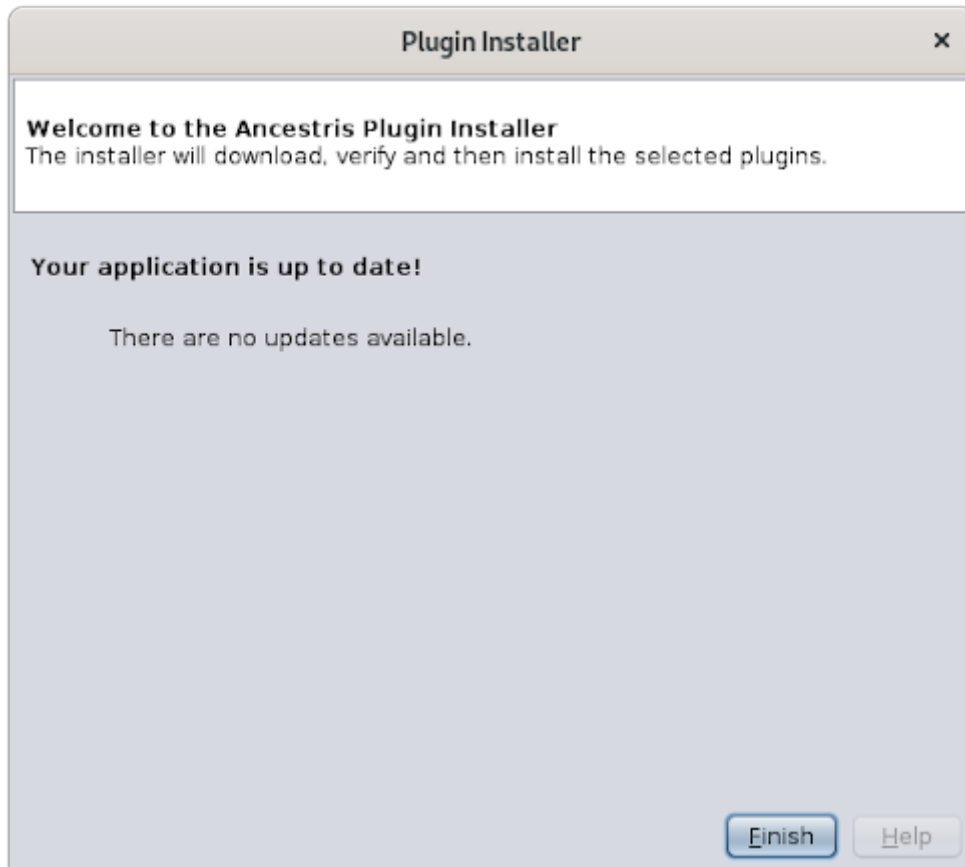 Plugin Installer
Welcome to the Ancestris Plugin Installer
The installer will download, verify and then install the selected plugins.
Your application is up to date!
There are no updates available.
Finish Help